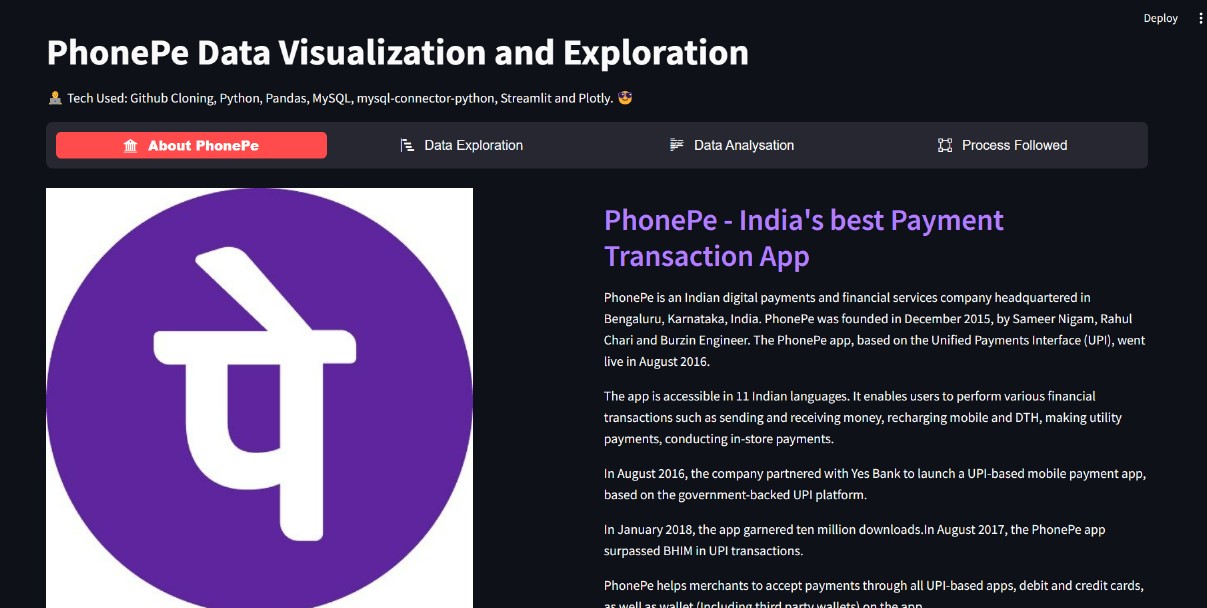 Deploy
PhonePe Data Visualization and Exploration
Tech Used: Github Cloning, Python, Pandas, MySQL, mysql-connector-python, Streamlit and Plotly.
About PhonePe
Data Exploration
Data Analysation
Process Followed
पे
PhonePe - India's best Payment
Transaction App
PhonePe is an Indian digital payments and financial services company headquartered in
Bengaluru, Karnataka, India. PhonePe was founded in December 2015, by Sameer Nigam, Rahul
Chari and Burzin Engineer. The PhonePe app, based on the Unified Payments Interface (UPI), went
live in August 2016.
The app is accessible in 11 Indian languages. It enables users to perform various financial
transactions such as sending and receiving money, recharging mobile and DTH, making utility
payments, conducting in-store payments.
In August 2016, the company partnered with Yes Bank to launch a UPI-based mobile payment app,
based on the government-backed UPI platform.
In January 2018, the app garnered ten million downloads.In August 2017, the PhonePe app
surpassed BHIM in UPI transactions.
PhonePe helps merchants to accept payments through all UPI-based apps, debit and credit cards,
as well as wallet (Including third party wallets) on the app.